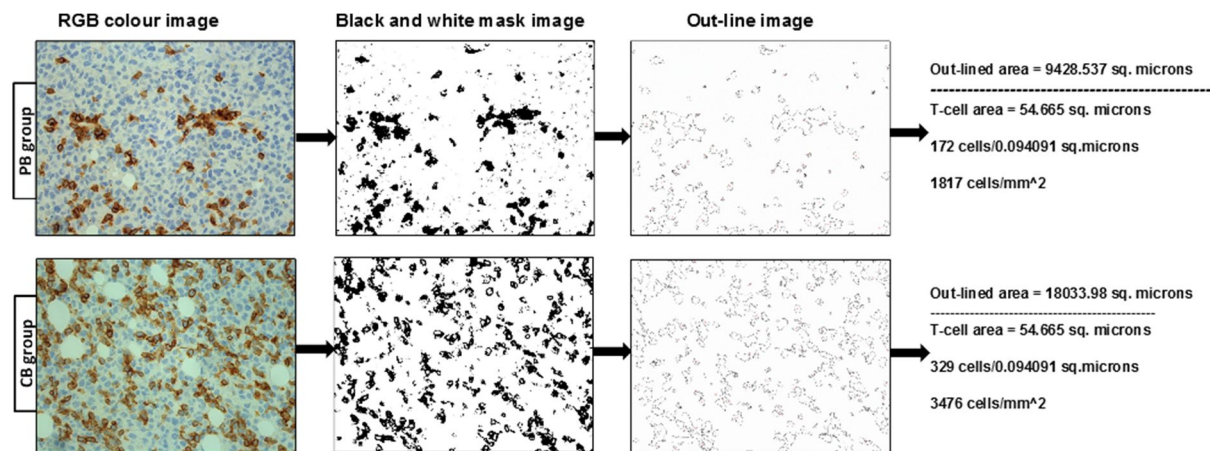 RGB colour image
Black and white mask image
Out-line image
PB group
Out-lined area = 9428.537 sq. microns
T-cell area = 54.665 sq. microns
172 cells/0.094091 sq.microns
1817 cells/mm^2
CB group
Out-lined area = 18033.98 sq. microns
T-cell area = 54.665 sq. microns
329 cells/0.094091 sq.microns
3476 cells/mm^2